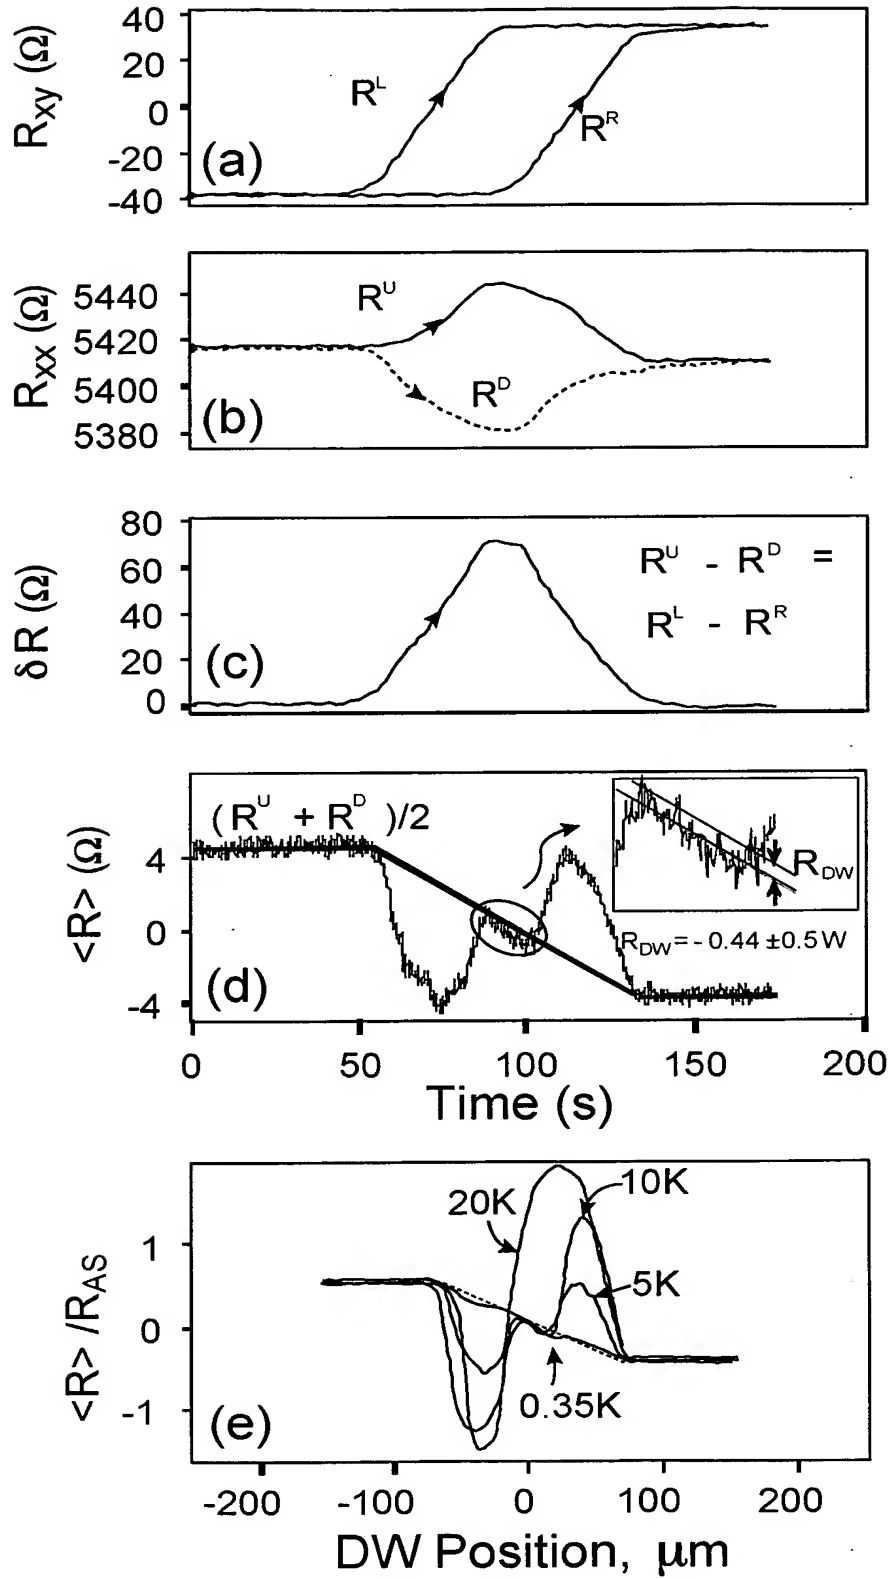 R_xy (Ω)
40
20
0
-20
-40
R^L
R^R
(a)
R_xx (Ω)
5440
5420
5400
5380
R^U
R^D
(b)
δR (Ω)
80
60
40
20
0
R^U - R^D =
R^L - R^R
(c)
<R> (Ω)
4
0
-4
(R^U + R^D)/2
R_DW
R_DW = - 0.44 ±0.5 W
(d)
0 50 100 150 200
Time (s)
<R> /R_AS
1
0
-1
20K
10K
5K
0.35K
(e)
-200 -100 0 100 200
DW Position, μm